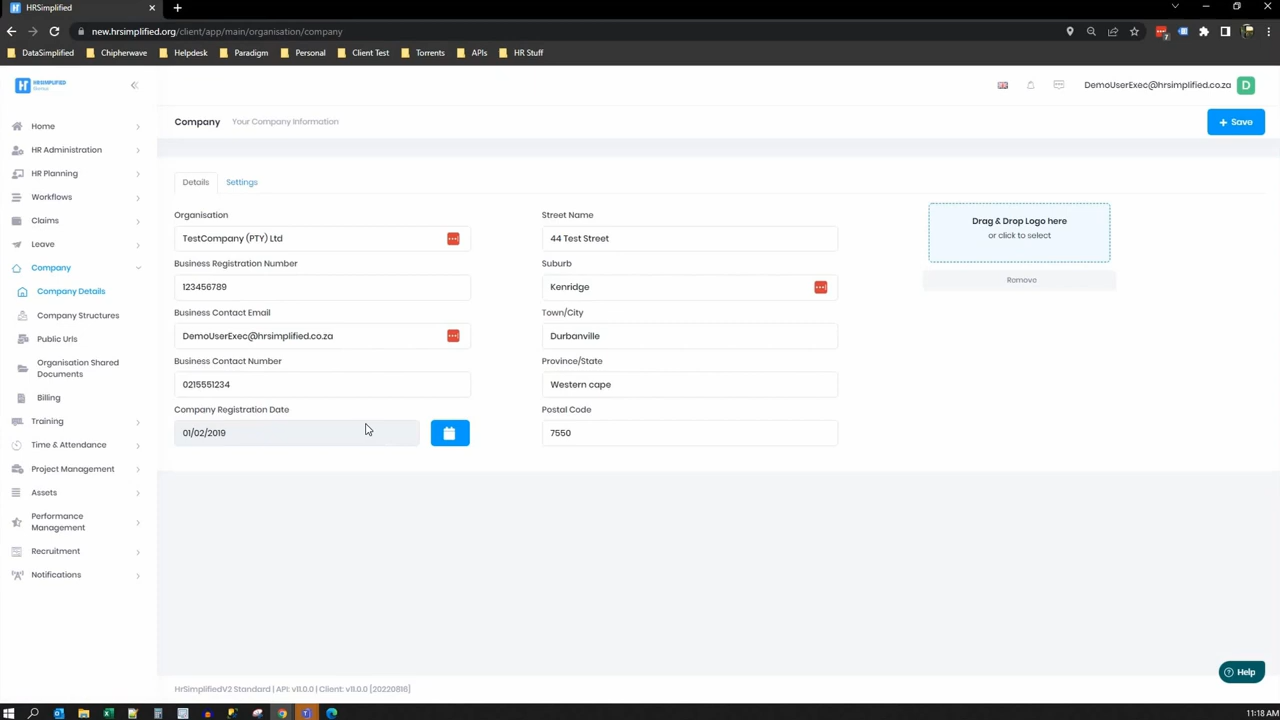 HRSimplified
new.hrsimplified.org/client/app/main/organisation/company
7
DataSimplified
Chipherwave
Helpdesk
Paradigm
Personal
Client Test
Torrents
APIs
HR Stuff
HRSIMPLIFIED
DemoUserExec@hrsimplified.co.za
D
Home
HR Administration
HR Planning
Workflows
Claims
Leave
Company
Company Details
Company Structures
Public Urls
Organisation Shared
Documents
Billing
Training
Time & Attendance
Project Management
Assets
Performance
Management
Recruitment
Notifications
Company Your Company Information
+ Save
Details
Settings
Organisation
TestCompany (PTY) Ltd
Business Registration Number
123456789
Business Contact Email
DemoUserExec@hrsimplified.co.za
Business Contact Number
0215551234
Company Registration Date
01/02/2019
Street Name
44 Test Street
Suburb
Kenridge
Town/City
Durbanville
Province/State
Western cape
Postal Code
7550
Drag & Drop Logo here
or click to select
Remove
HrSimplifiedV2 Standard | API: v11.0.0 | Client: v11.0.0 [20220816]
Help
11:18 AM